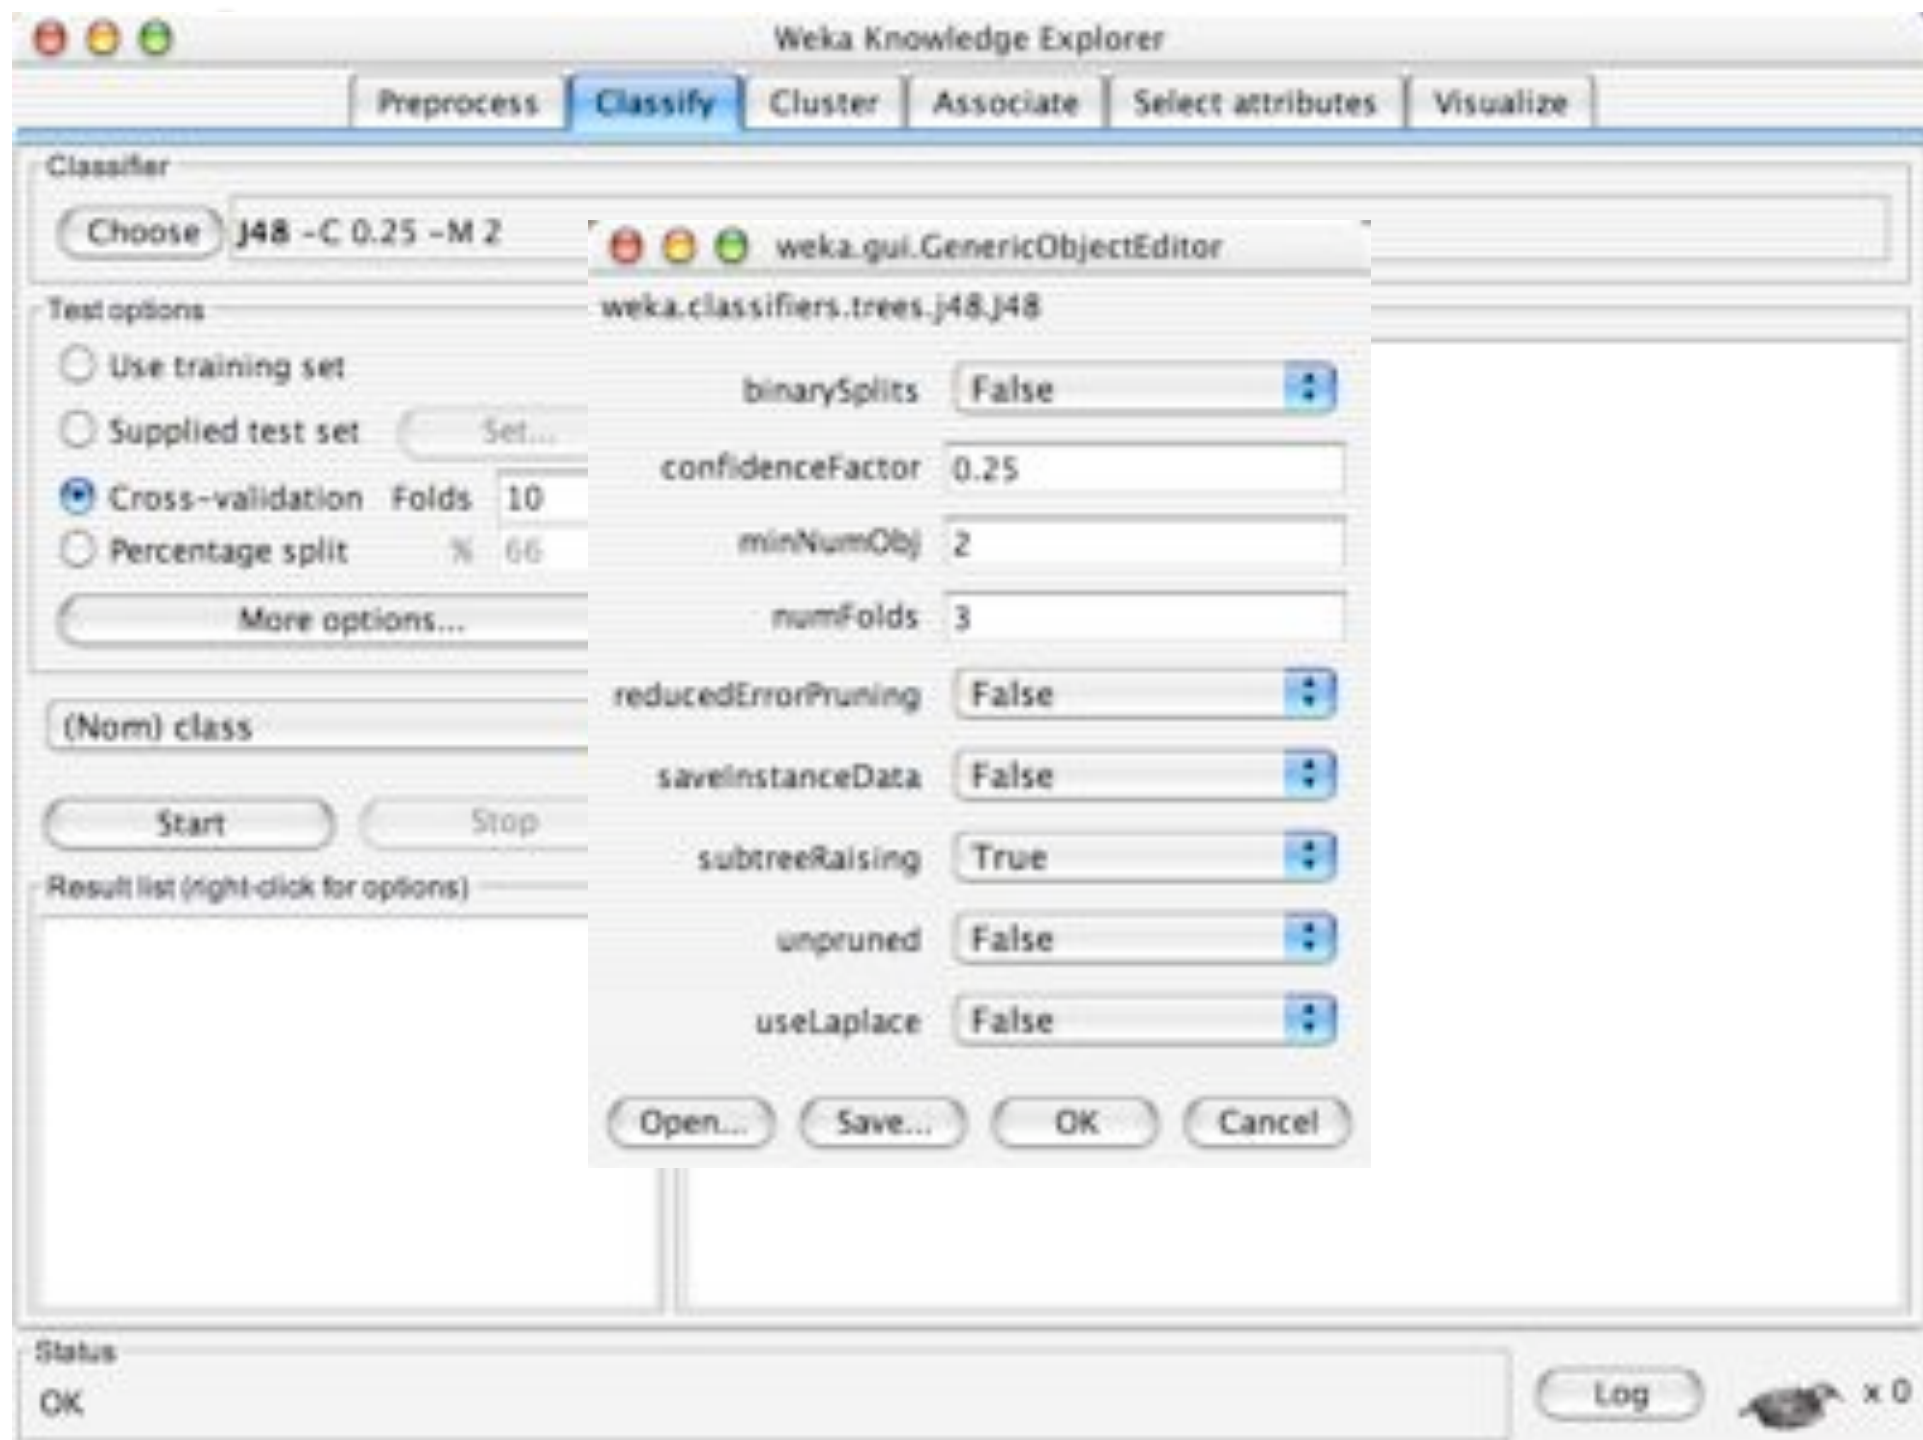 Weka Knowledge Explorer
Preprocess Classify Cluster Associate Select attributes Visualize
Classifier
Choose J48 -C 0.25 -M 2
Test options
Use training set
Supplied test set Set...
Cross-validation Folds 10
Percentage split % 66
More options...
(Nom) class
Start Stop
Result list (right-click for options)
weka.gui.GenericObjectEditor
weka.classifiers.trees.j48.J48
binarySplits False
confidenceFactor 0.25
minNumObj 2
numFolds 3
reducedErrorPruning False
saveInstanceData False
subtreeRaising True
unpruned False
useLaplace False
Open... Save... OK Cancel
Status
OK
Log x 0